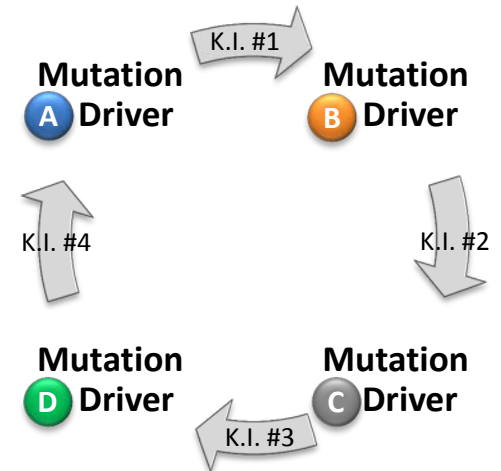 K.I. #1
Mutation
A Driver
Mutation
B Driver
K.I. #4
K.I. #2
Mutation
D Driver
Mutation
C Driver
K.I. #3